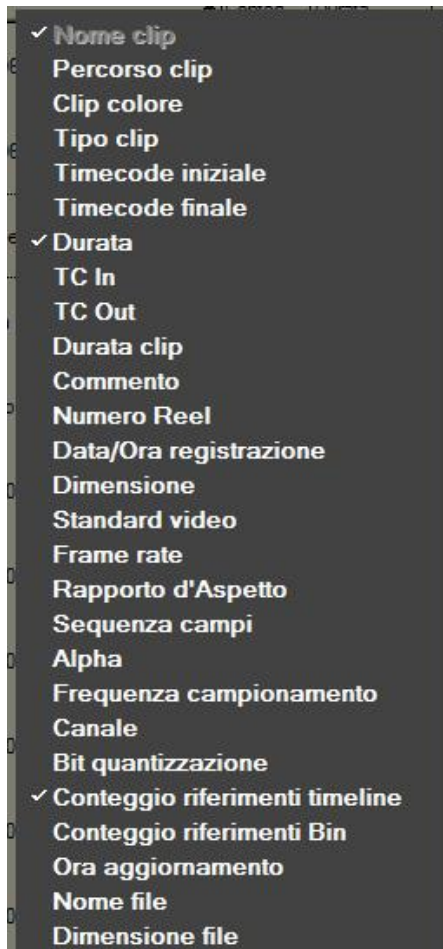 Nome clip
Percorso clip
Clip colore
Tipo clip
Timecode iniziale
Timecode finale
Durata
TC In
TC Out
Durata clip
Commento
Numero Reel
Data/Ora registrazione
Dimensione
Standard video
Frame rate
Rapporto d'Aspetto
Sequenza campi
Alpha
Frequenza campionamento
Canale
Bit quantizzazione
Conteggio riferimenti timeline
Conteggio riferimenti Bin
Ora aggiornamento
Nome file
Dimensione file